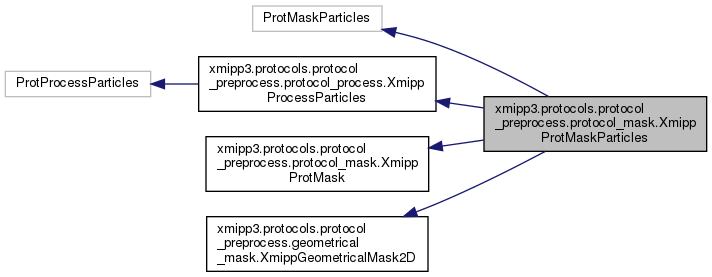 ProtMaskParticles
ProtProcessParticles
xmipp3.protocols.protocol
_preprocess.protocol_process.Xmipp
ProcessParticles
xmipp3.protocols.protocol
_preprocess.protocol_mask.Xmipp
ProtMask
xmipp3.protocols.protocol
_preprocess.geometrical
_mask.XmippGeometricalMask2D
xmipp3.protocols.protocol
_preprocess.protocol_mask.Xmipp
ProtMaskParticles